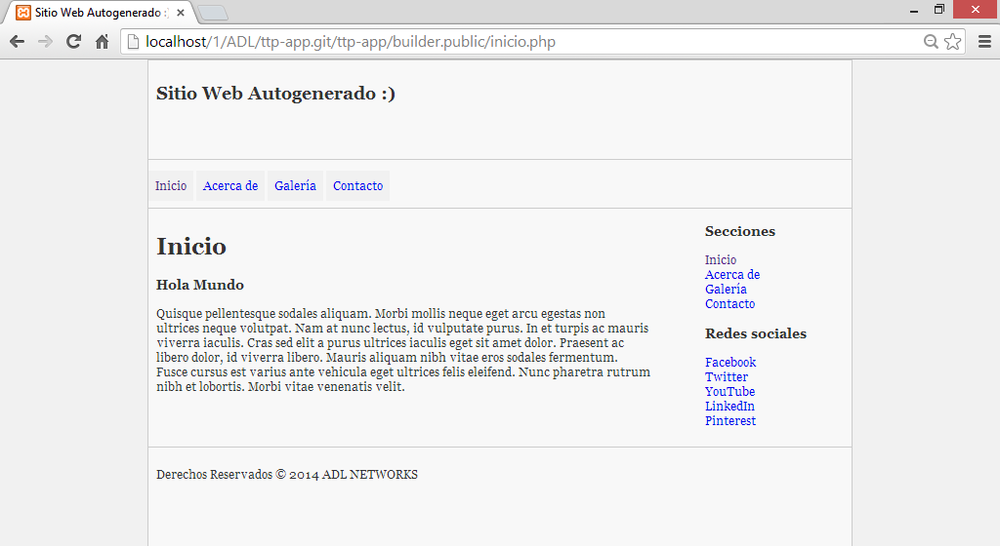 Sitio Web Autogenerado :)
localhost/1/ADL/ttp-app.git/ttp-app/builder.public/inicio.php
Sitio Web Autogenerado :)
Inicio Acerca de Galería Contacto
Inicio
Hola Mundo
Quisque pellentesque sodales aliquam. Morbi mollis neque eget arcu egestas non
ultrices neque volutpat. Nam at nunc lectus, id vulputate purus. In et turpis ac mauris
viverra iaculis. Cras sed elit a purus ultrices iaculis eget sit amet dolor. Praesent ac
libero dolor, id viverra libero. Mauris aliquam nibh vitae eros sodales fermentum.
Fusce cursus est varius ante vehicula eget ultrices felis eleifend. Nunc pharetra rutrum
nibh et lobortis. Morbi vitae venenatis velit.
Secciones
Inicio
Acerca de
Galería
Contacto
Redes sociales
Facebook
Twitter
YouTube
LinkedIn
Pinterest
Derechos Reservados © 2014 ADL NETWORKS